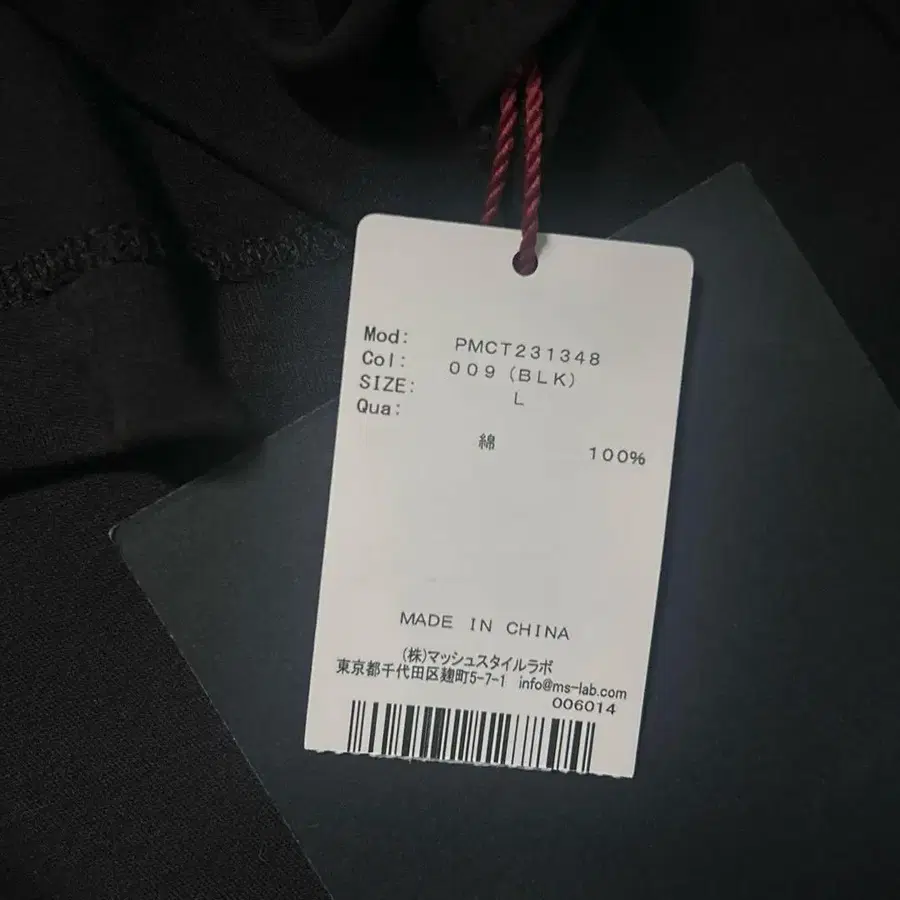 Mod: PMCT231348
Col: 009 (BLK)
SIZE: L
Qua:
綿 100%
MADE IN CHINA
(株)マッシュスタイルラボ
東京都千代田区麹町5-7-1 info@ms-lab.com
006014